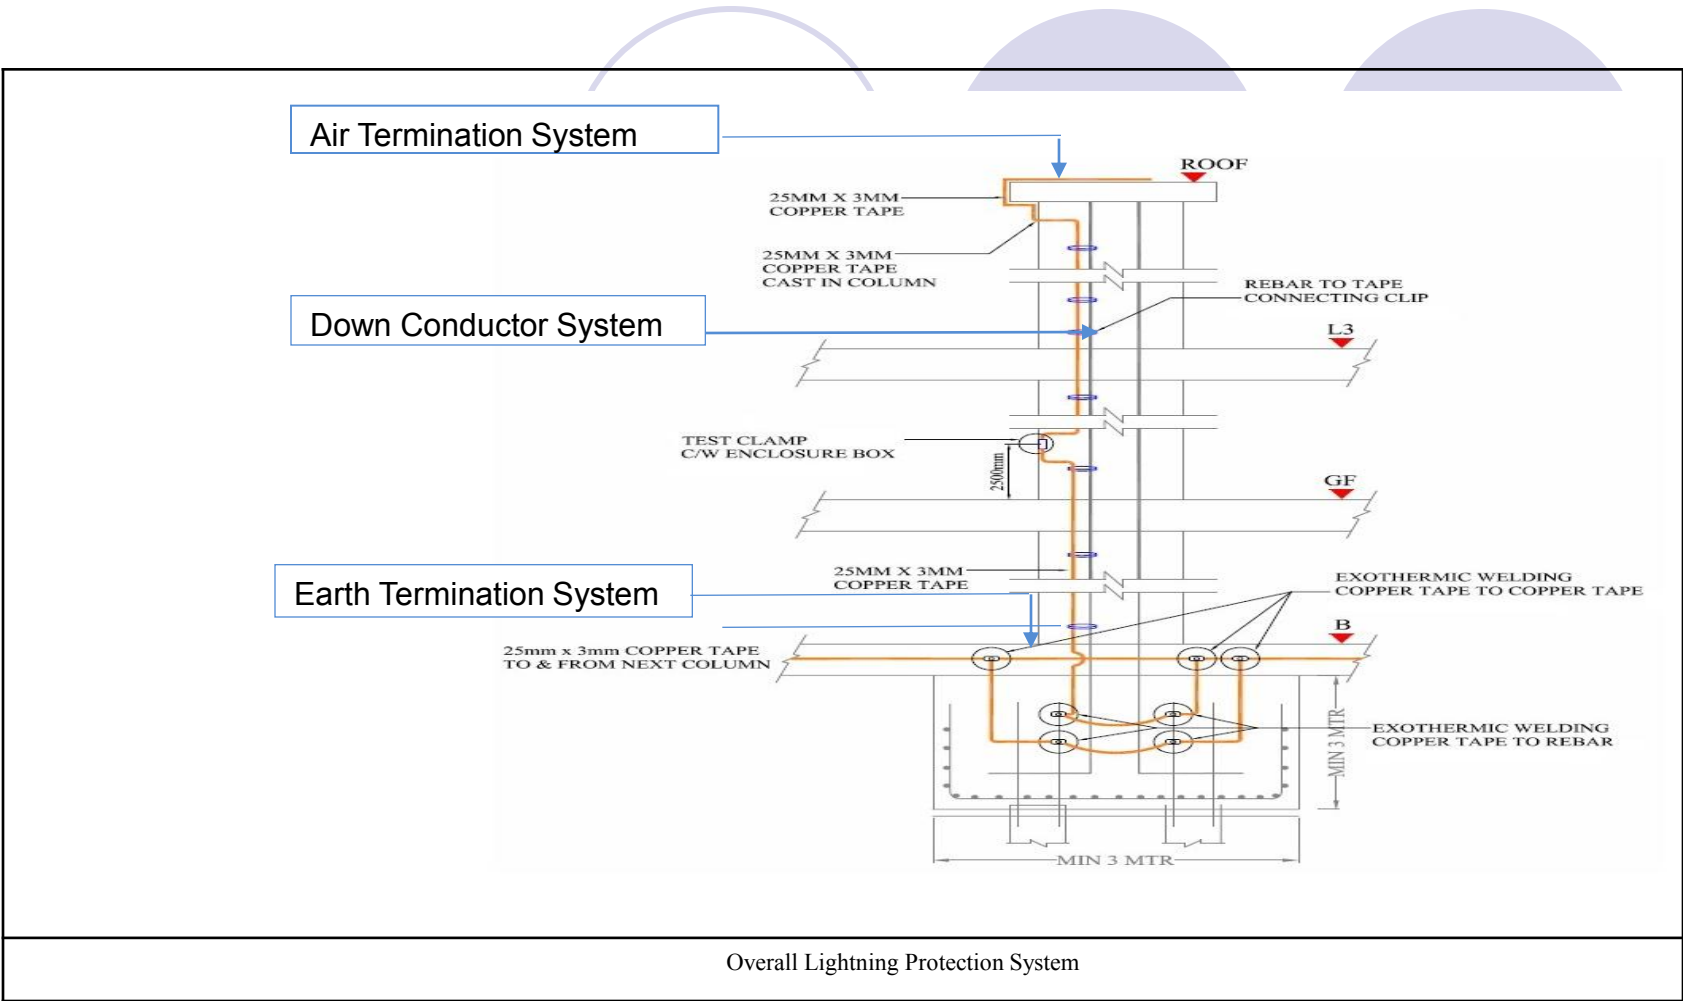 Air Termination System
ROOF
25MM X 3MM
COPPER TAPE
25MM X 3MM
COPPER TAPE
CAST IN COLUMN
REBAR TO TAPE
CONNECTING CLIP
Down Conductor System
L3
TEST CLAMP
C/W ENCLOSURE BOX
2500mm
GF
25MM X 3MM
COPPER TAPE
Earth Termination System
EXOTHERMIC WELDING
COPPER TAPE TO COPPER TAPE
B
25mm x 3mm COPPER TAPE
TO & FROM NEXT COLUMN
EXOTHERMIC WELDING
COPPER TAPE TO REBAR
MIN 3 MTR
MIN 3 MTR
Overall Lightning Protection System